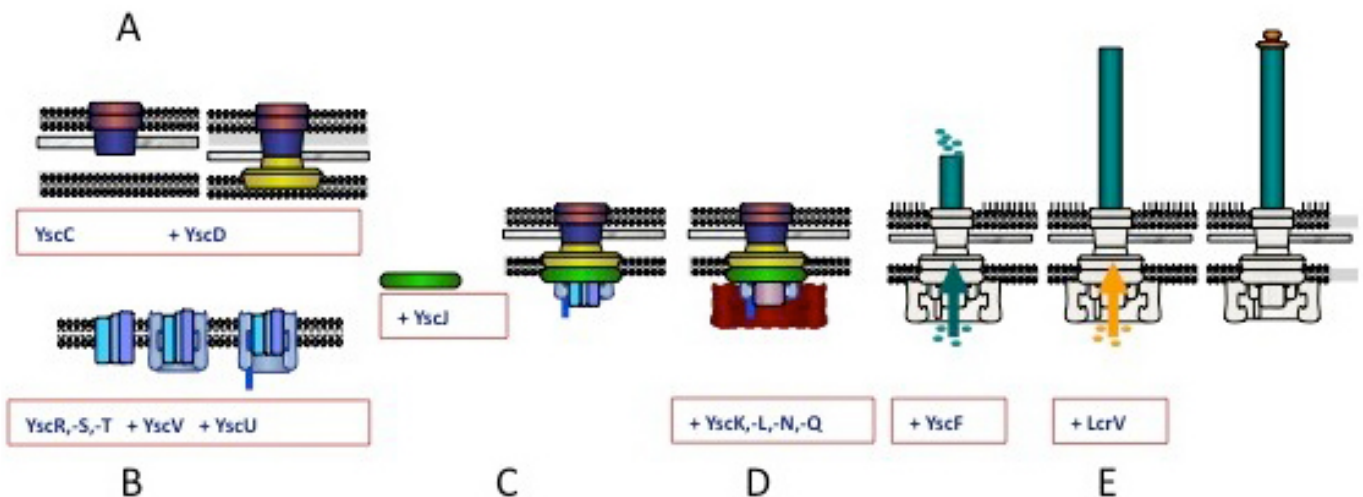 A
YscC + YscD
+ YscJ
YscR,-S,-T + YscV + YscU
+ YscK,-L,-N,-Q
+ YscF
+ LcrV
B
C
D
E